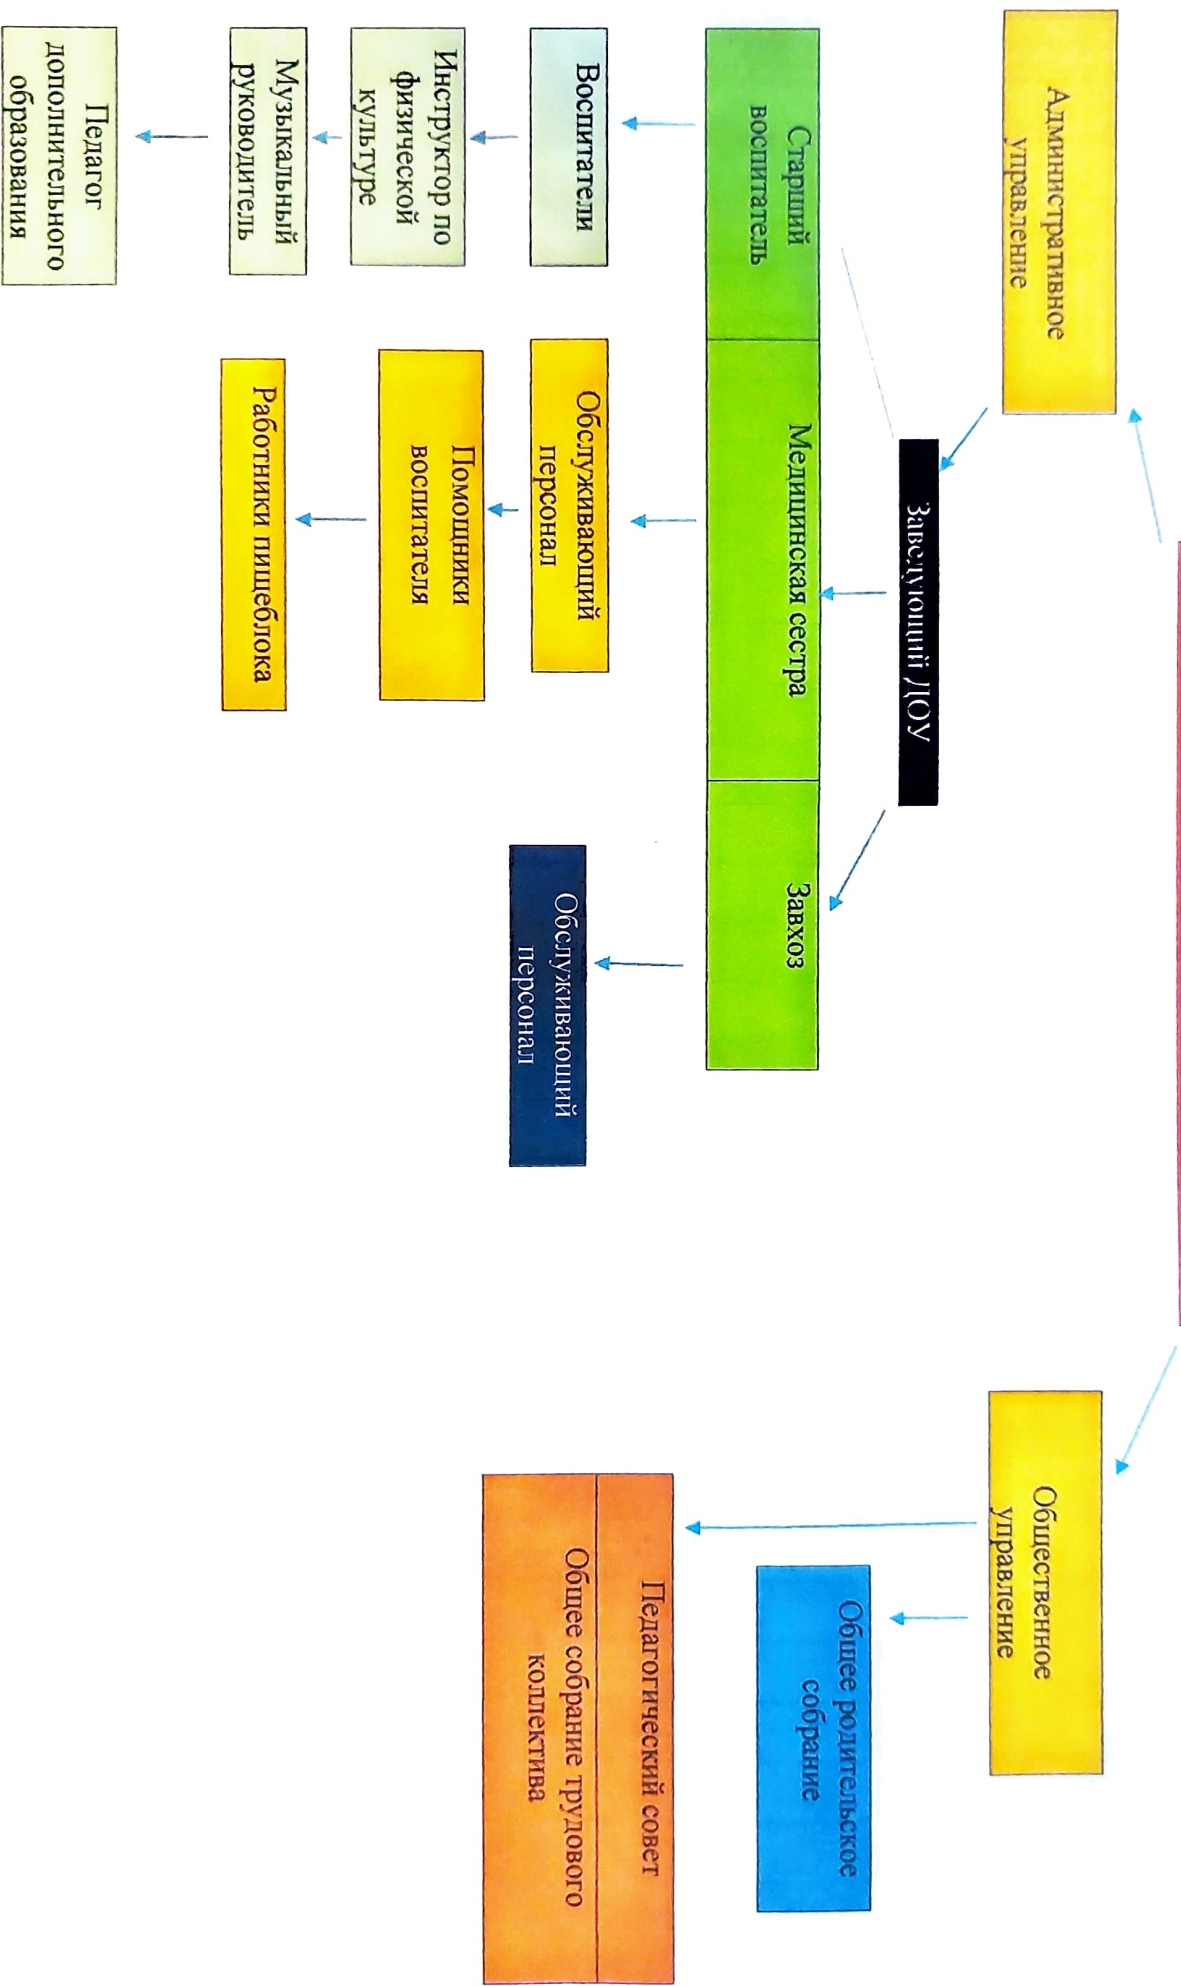 Административное
управление
Общественное
управление
Заведующий ДОУ
Общее родительское
собрание
Старший
воспитатель
Медицинская сестра
Завхоз
Педагогический совет
Общее собрание трудового
коллектива
Воспитатели
Обслуживающий
персонал
Обслуживающий
персонал
Инструктор по
физической
культуре
Помощники
воспитателя
Музыкальный
руководитель
Работники пищеблока
Педагог
дополнительного
образования